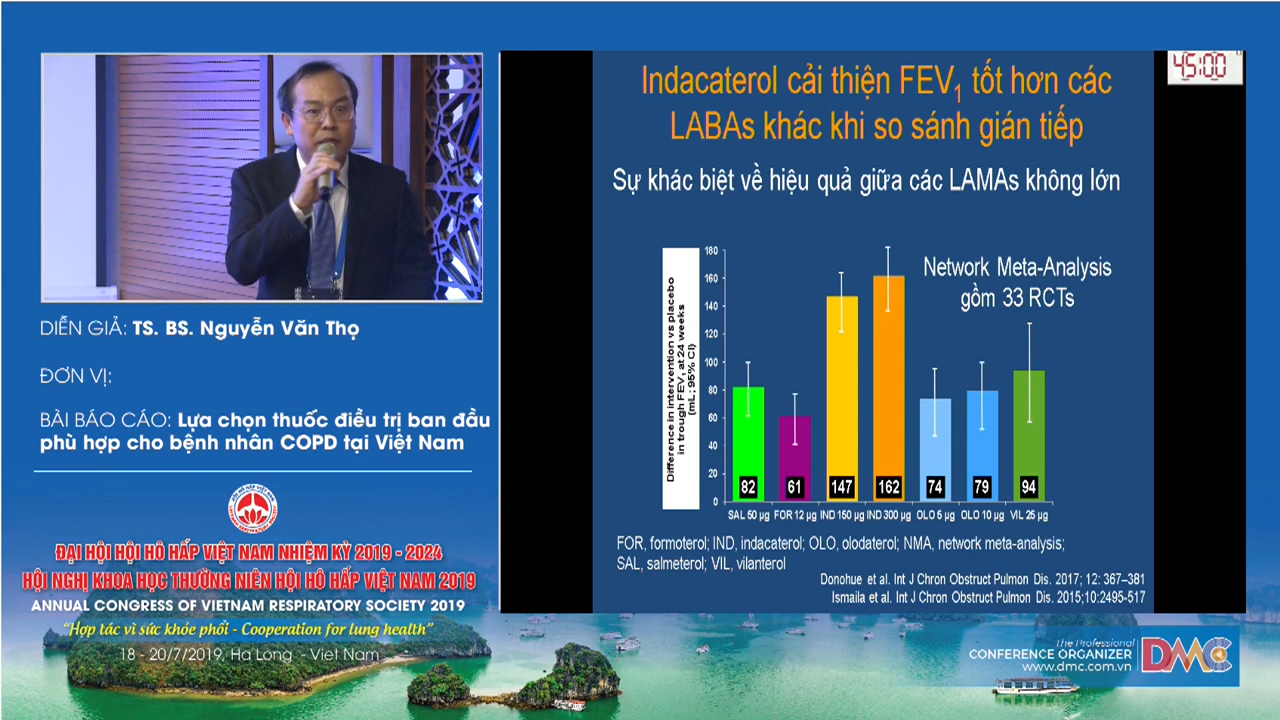 DIỄN GIẢ: TS. BS. Nguyễn Văn Thọ
ĐƠN VỊ:
BÀI BÁO CÁO: Lựa chọn thuốc điều trị ban đầu
phù hợp cho bệnh nhân COPD tại Việt Nam
ĐẠI HỘI HỘI HÔ HẤP VIỆT NAM NHIỆM KỲ 2019 - 2024
HỘI NGHỊ KHOA HỌC THƯỜNG NIÊN HỘI HÔ HẤP VIỆT NAM 2019
ANNUAL CONGRESS OF VIETNAM RESPIRATORY SOCIETY 2019
“Hợp tác vì sức khỏe phổi - Cooperation for lung health”
18 - 20/7/2019, Ha Long - Viet Nam
45:00
Indacaterol cải thiện FEV1 tốt hơn các
LABAs khác khi so sánh gián tiếp
Sự khác biệt về hiệu quả giữa các LAMAs không lớn
Network Meta-Analysis
gồm 33 RCTs
Difference in intervention vs placebo
in trough FEV1 at 24 weeks
(mL; 95% CI)
180
160
140
120
100
80
60
40
20
0
82 61 147 162 74 79 94
SAL 50 µg FOR 12 µg IND 150 µg IND 300 µg OLO 5 µg OLO 10 µg VIL 25 µg
FOR, formoterol; IND, indacaterol; OLO, olodaterol; NMA, network meta-analysis;
SAL, salmeterol; VIL, vilanterol
Donohue et al. Int J Chron Obstruct Pulmon Dis. 2017; 12: 367–381
Ismaila et al. Int J Chron Obstruct Pulmon Dis. 2015;10:2495-517
The Professional
CONFERENCE ORGANIZER
www.dmc.com.vn
DMC